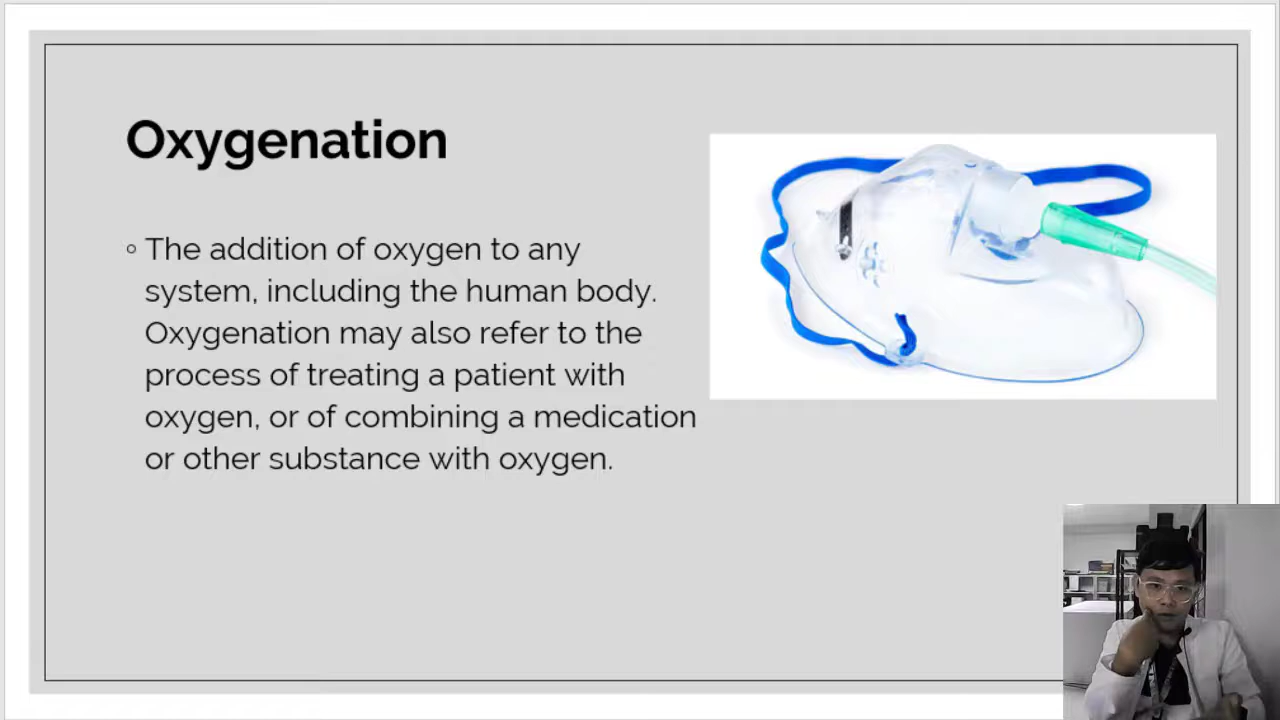 Oxygenation
◦ The addition of oxygen to any
system, including the human body.
Oxygenation may also refer to the
process of treating a patient with
oxygen, or of combining a medication
or other substance with oxygen.